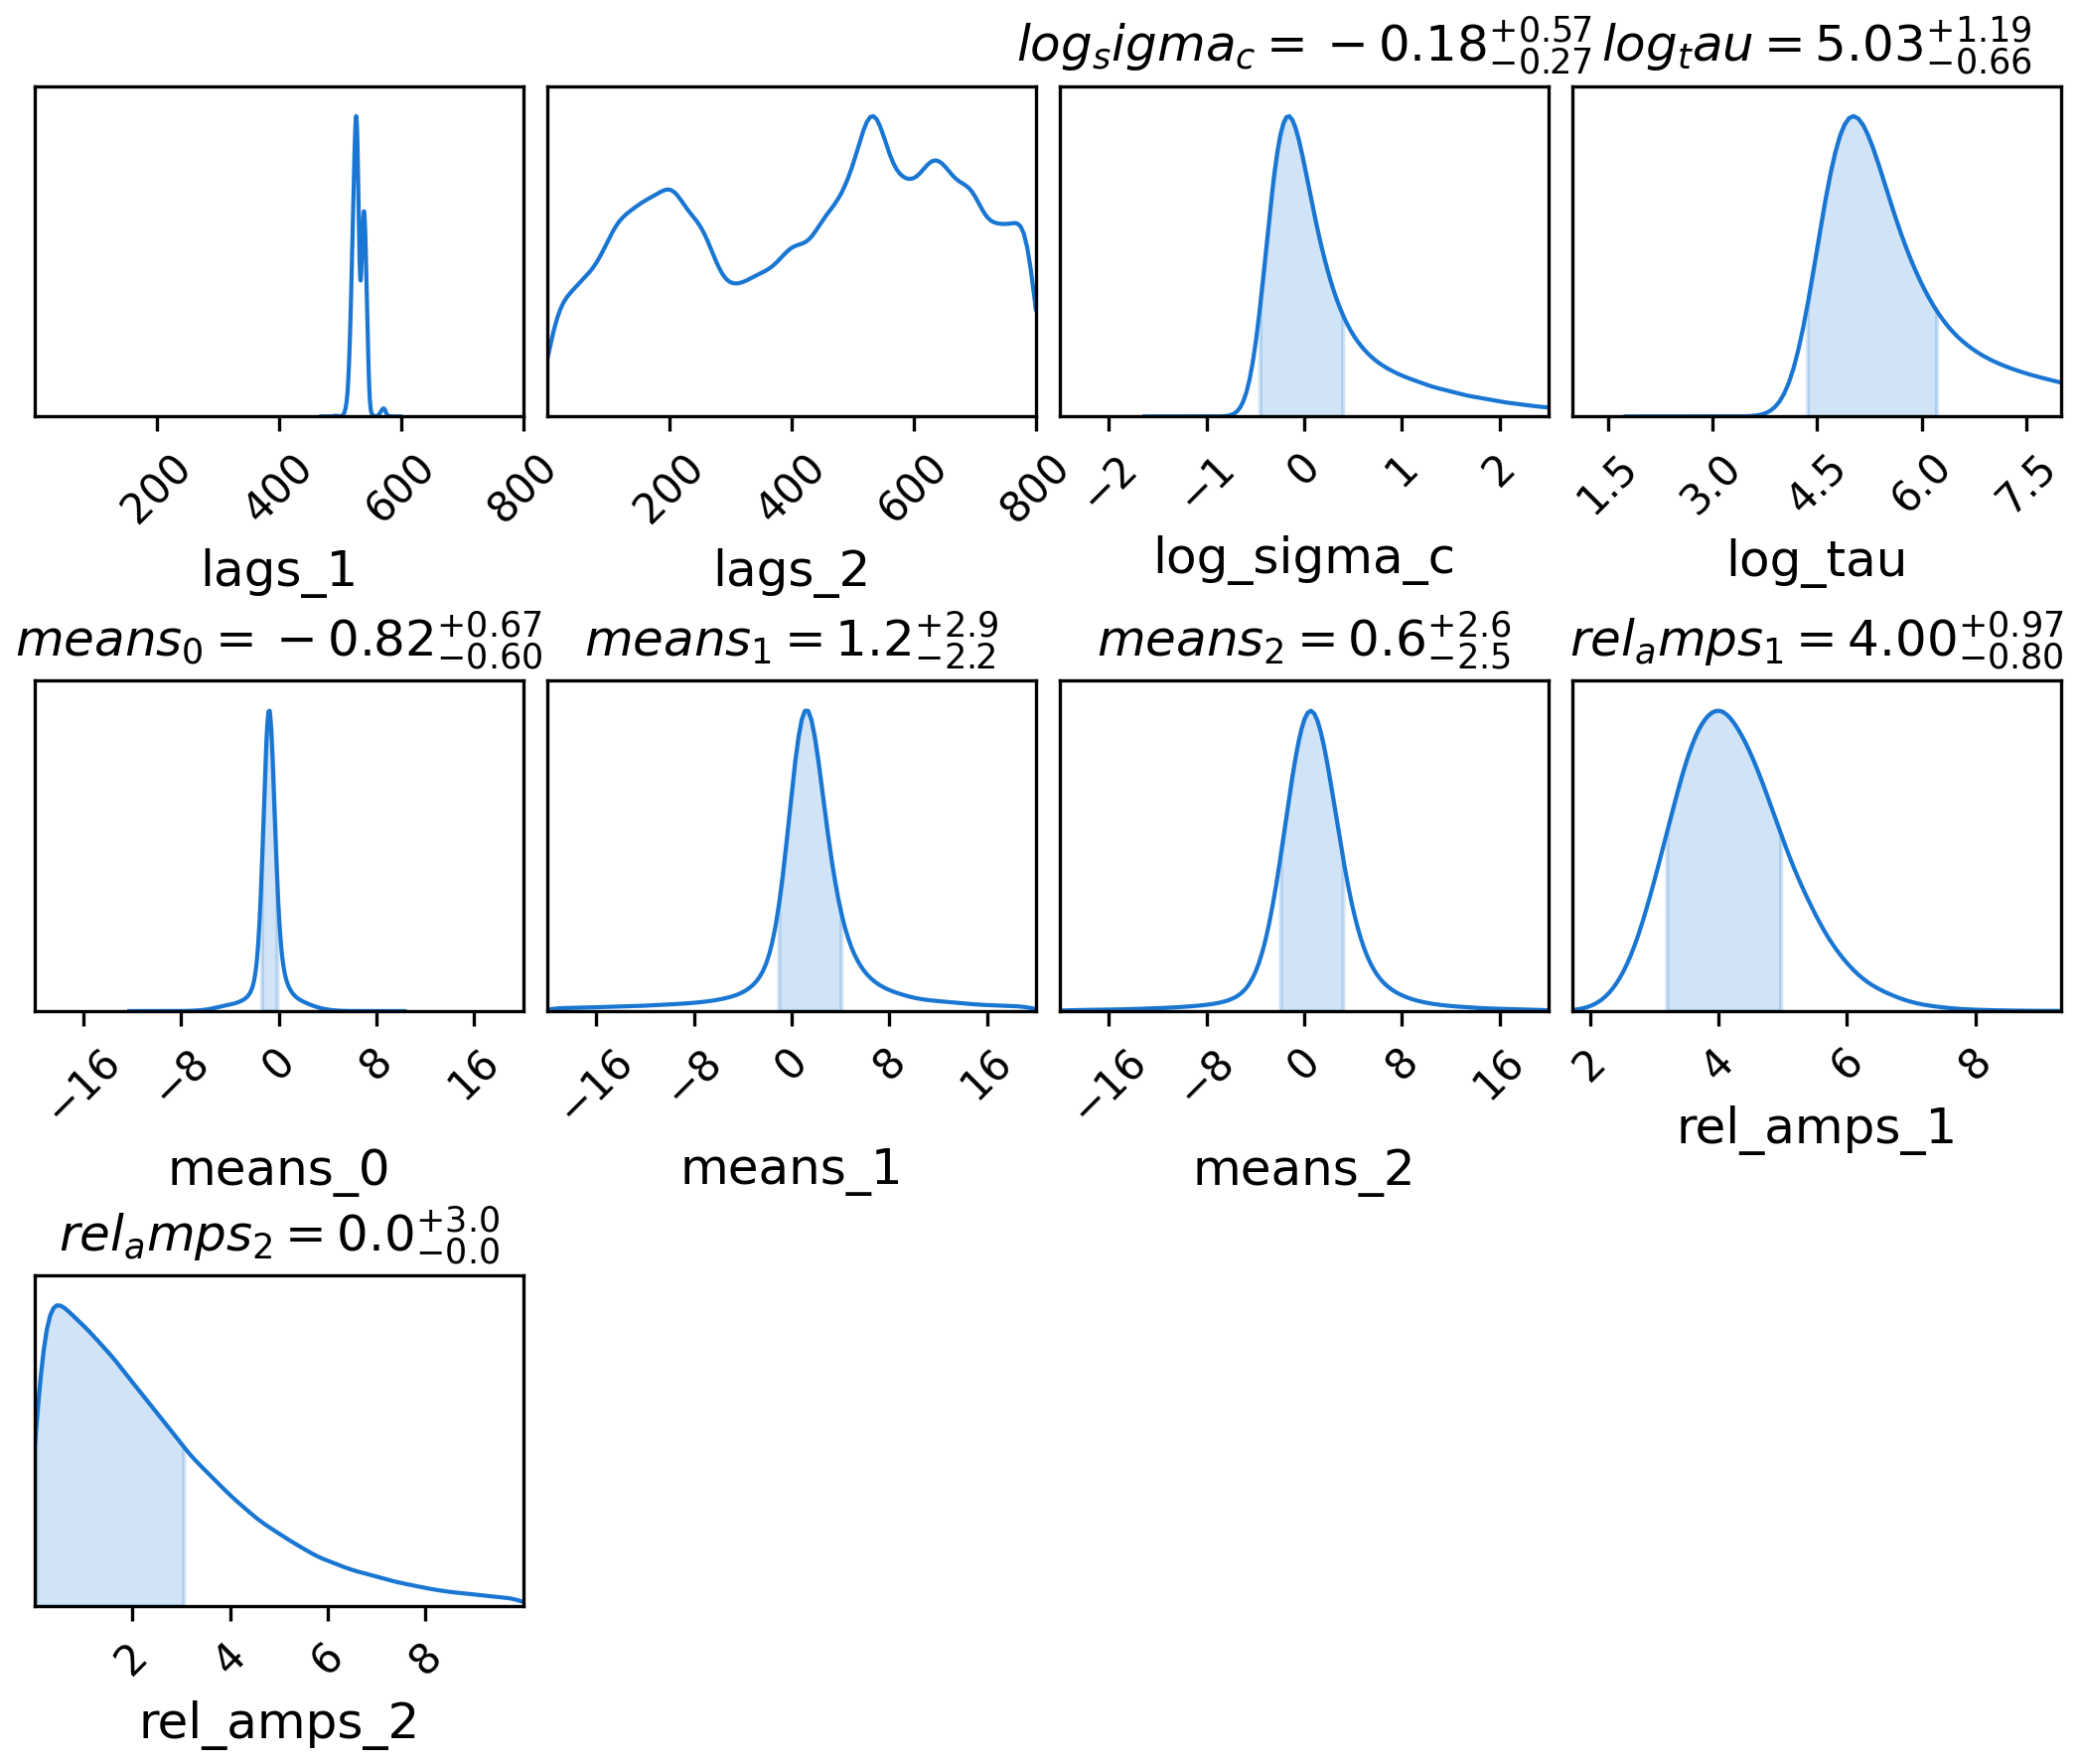 log_sigma_c = −0.18^{+0.57}_{−0.27} log_tau = 5.03^{+1.19}_{−0.66}
200 400 600 800 200 400 600 800 −2 −1 0 1 2 1.5 3.0 4.5 6.0 7.5
lags_1 lags_2 log_sigma_c log_tau
means_0 = −0.82^{+0.67}_{−0.60} means_1 = 1.2^{+2.9}_{−2.2} means_2 = 0.6^{+2.6}_{−2.5} rel_amps_1 = 4.00^{+0.97}_{−0.80}
−16 −8 0 8 16 −16 −8 0 8 16 −16 −8 0 8 16 2 4 6 8
means_0 means_1 means_2 rel_amps_1
rel_amps_2 = 0.0^{+3.0}_{−0.0}
2 4 6 8
rel_amps_2